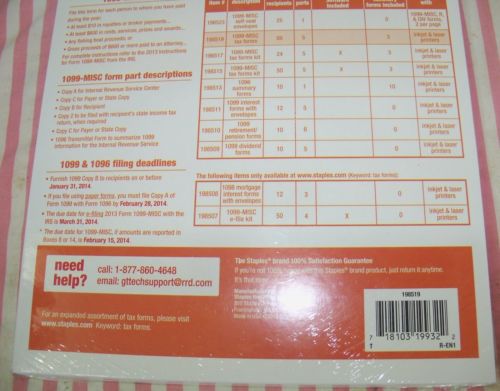 File this form for each person to whom you have paid
during the year:
• At least $10 in royalties or broker payments...
• At least $600 in rents, services, prizes and awards...
• Any fishing boat proceeds, or
• Gross proceeds of $600 or more paid to an attorney...
For complete instructions refer to the 2013 Instructions
for Form 1099-MISC from the IRS.
1099-MISC form part descriptions
• Copy A for Internal Revenue Service Center
• Copy C for Payer or State Copy
• Copy B for Recipient
• Copy 2 to be filed with recipient's state income tax
return, when required
• Copy C for Payer or State Copy
• 1096 Transmittal Form to summarize 1099
information for the Internal Revenue Service
1099 & 1096 filing deadlines
• Furnish 1099 Copy B to recipients on or before
January 31, 2014.
• If you file using paper forms, you must file Copy A of
Form 1099 with Form 1096 by February 28, 2014.
• The due date for e-filing 2013 Form 1099-MISC with the
IRS is March 31, 2014.
* The due date for 1099-MISC, if amounts are reported in
Boxes 8 or 14, is February 15, 2014.
item # description recipients parts included forms included with
1099-MISC self seal envelopes 25 1
1099-MISC tax forms 50 5 3
198517 1099-MISC tax forms kit 24 5 X 3 inkjet & laser printers
1099-MISC tax forms kit 50 5 X 3 inkjet & laser printers
198513 1096 summary forms 10 1 0 inkjet & laser printers
198511 1099 interest forms with envelopes 12 5 0 inkjet & laser printers
198510 1099 retirement/pension forms 10 6 0 inkjet & laser printers
198509 1099 dividend forms 10 5 0 inkjet & laser printers
The following items only available at www.staples.com (Keyword: tax forms):
198508 1098 mortgage interest forms with envelopes 12 3 0 inkjet & laser printers
198507 1099-MISC e-file kit 50 4 X 0 inkjet & laser printers
need help?
call: 1-877-860-4648
email: gttechsupport@rrd.com
The Staples® brand 100% Satisfaction Guarantee
If you're not 100% happy with this Staples® brand product, just return it anytime.
It's that
For an expanded assortment of tax forms, please visit
www.staples.com. Keyword: tax forms.
198519
7 18103 19932 2
1 R-EN1